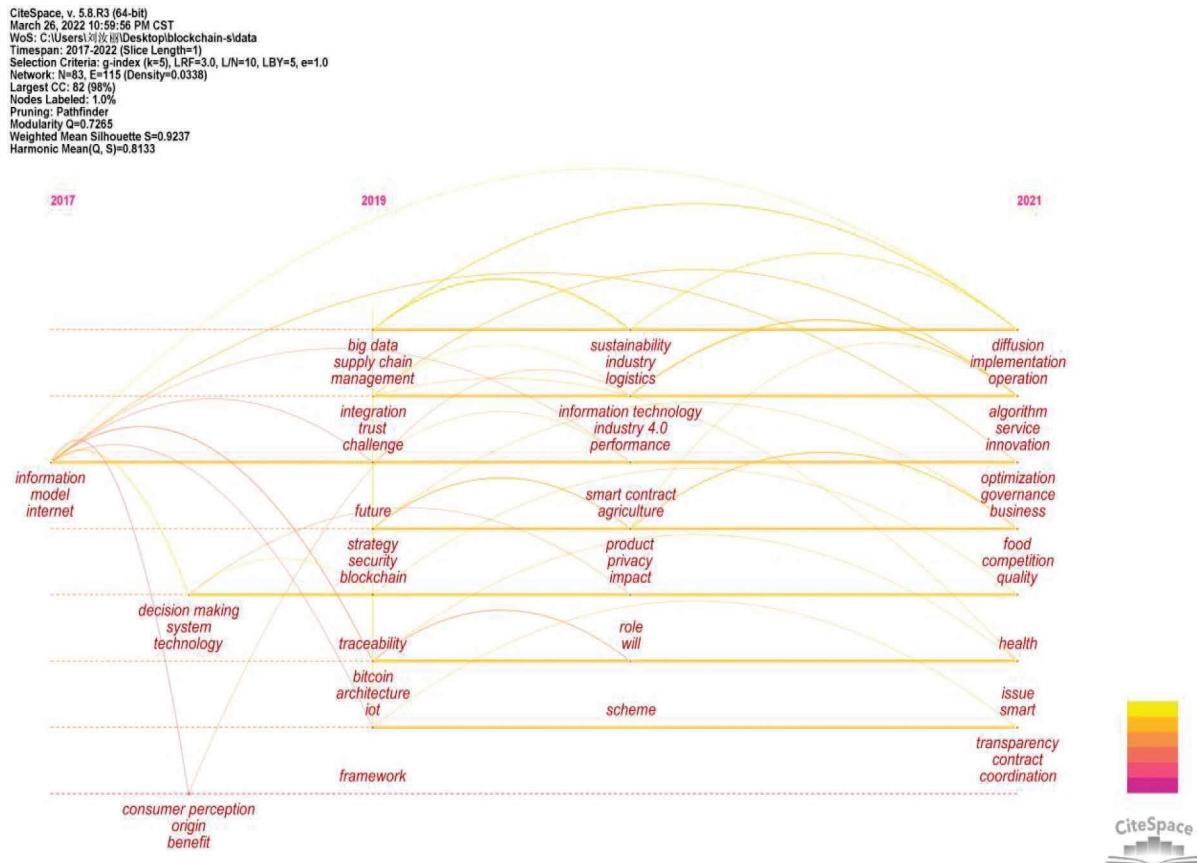 CiteSpace, v. 5.8.R3 (64-bit)
March 26, 2022 10:59:56 PM CST
WoS: C:\Users\刘汝丽\Desktop\blockchain-s\data
Timespan: 2017-2022 (Slice Length=1)
Selection Criteria: g-index (k=5), LRF=3.0, L/N=10, LBY=5, e=1.0
Network: N=83, E=115 (Density=0.0338)
Largest CC: 82 (98%)
Nodes Labeled: 1.0%
Pruning: Pathfinder
Modularity Q=0.7265
Weighted Mean Silhouette S=0.9237
Harmonic Mean(Q, S)=0.8133
2017 2019 2021
big data sustainability diffusion
supply chain industry implementation
management logistics operation
integration information technology algorithm
trust industry 4.0 service
challenge performance innovation
information optimization
model smart contract governance
internet future agriculture business
strategy product food
security privacy competition
blockchain impact quality
decision making
system role
technology traceability will health
bitcoin
architecture issue
iot scheme smart
transparency
contract
framework coordination
consumer perception
origin
benefit
CiteSpace